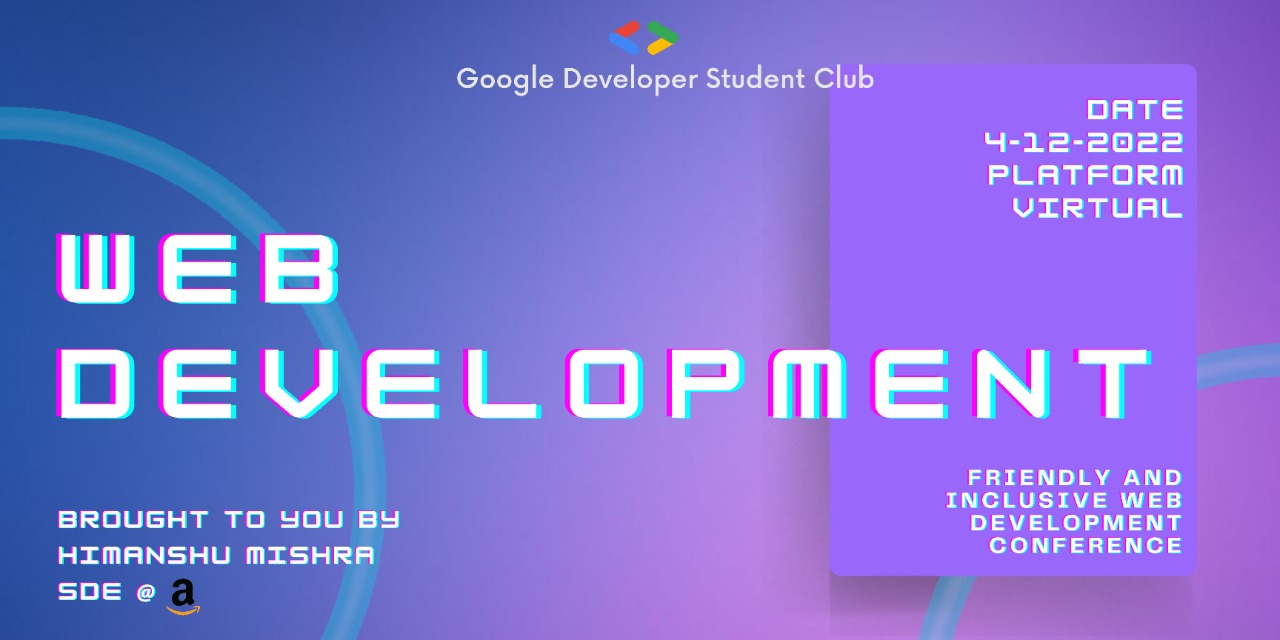 Google Developer Student Club
DATE
4-12-2022
PLATFORM
VIRTUAL
WEB
DEVELOPMENT
BROUGHT TO YOU BY
HIMANSHU MISHRA
SDE @ a
FRIENDLY AND
INCLUSIVE WEB
DEVELOPMENT
CONFERENCE